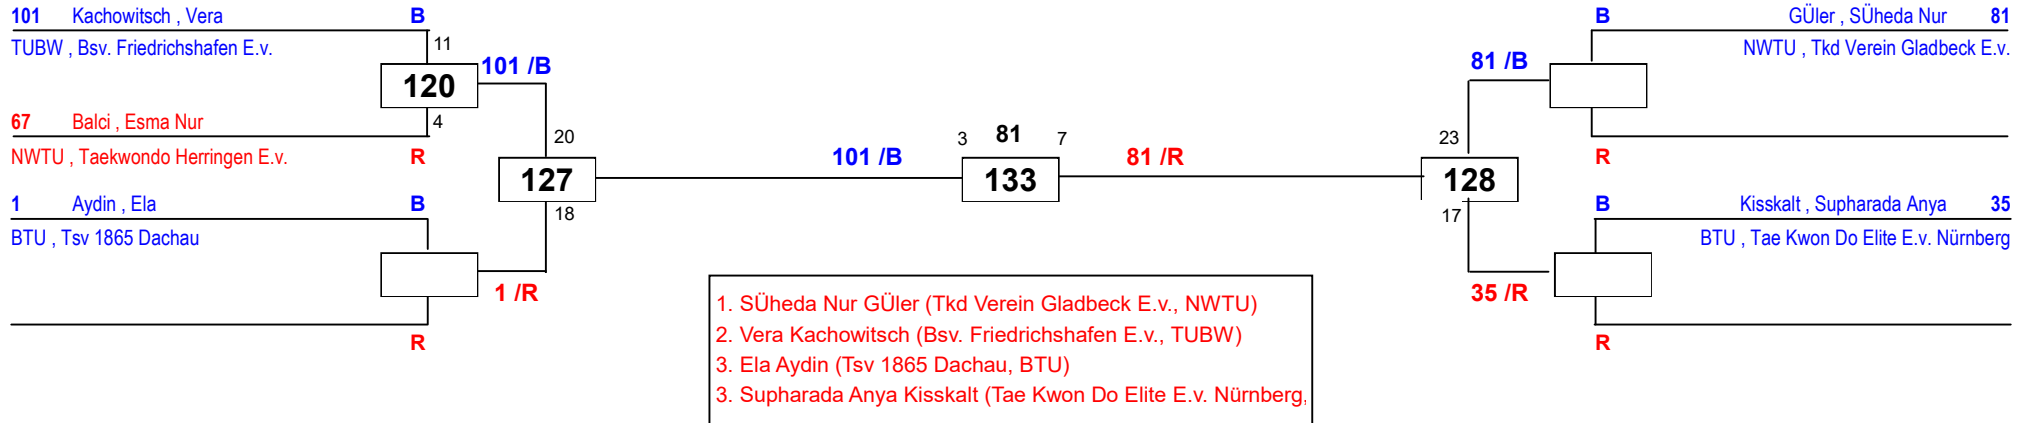 101 Kachowitsch , Vera B
TUBW , Bsv. Friedrichshafen E.v.
11
120
101 /B
67 Balci , Esma Nur
4
NWTU , Taekwondo Herringen E.v. R
20
127
18
1 Aydin , Ela B
BTU , Tsv 1865 Dachau
1 /R
R
101 /B
3 81 7
133
81 /R
B GÜler , SÜheda Nur 81
NWTU , Tkd Verein Gladbeck E.v.
81 /B
R
23
128
17
B Kisskalt , Supharada Anya 35
BTU , Tae Kwon Do Elite E.v. Nürnberg
35 /R
R
1. SÜheda Nur GÜler (Tkd Verein Gladbeck E.v., NWTU)
2. Vera Kachowitsch (Bsv. Friedrichshafen E.v., TUBW)
3. Ela Aydin (Tsv 1865 Dachau, BTU)
3. Supharada Anya Kisskalt (Tae Kwon Do Elite E.v. Nürnberg,